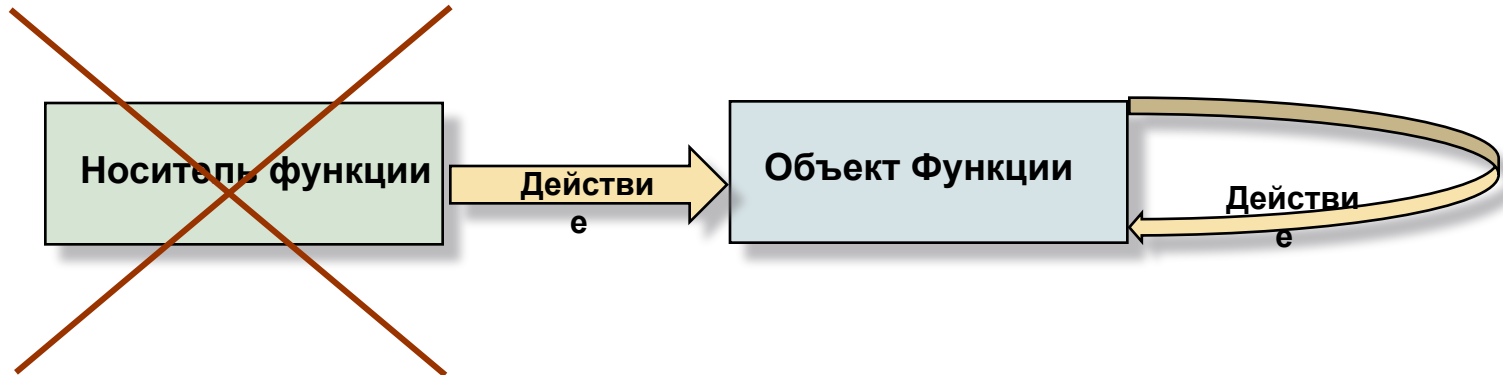 Носитель функции
Действи
е
Объект Функции
Действи
е